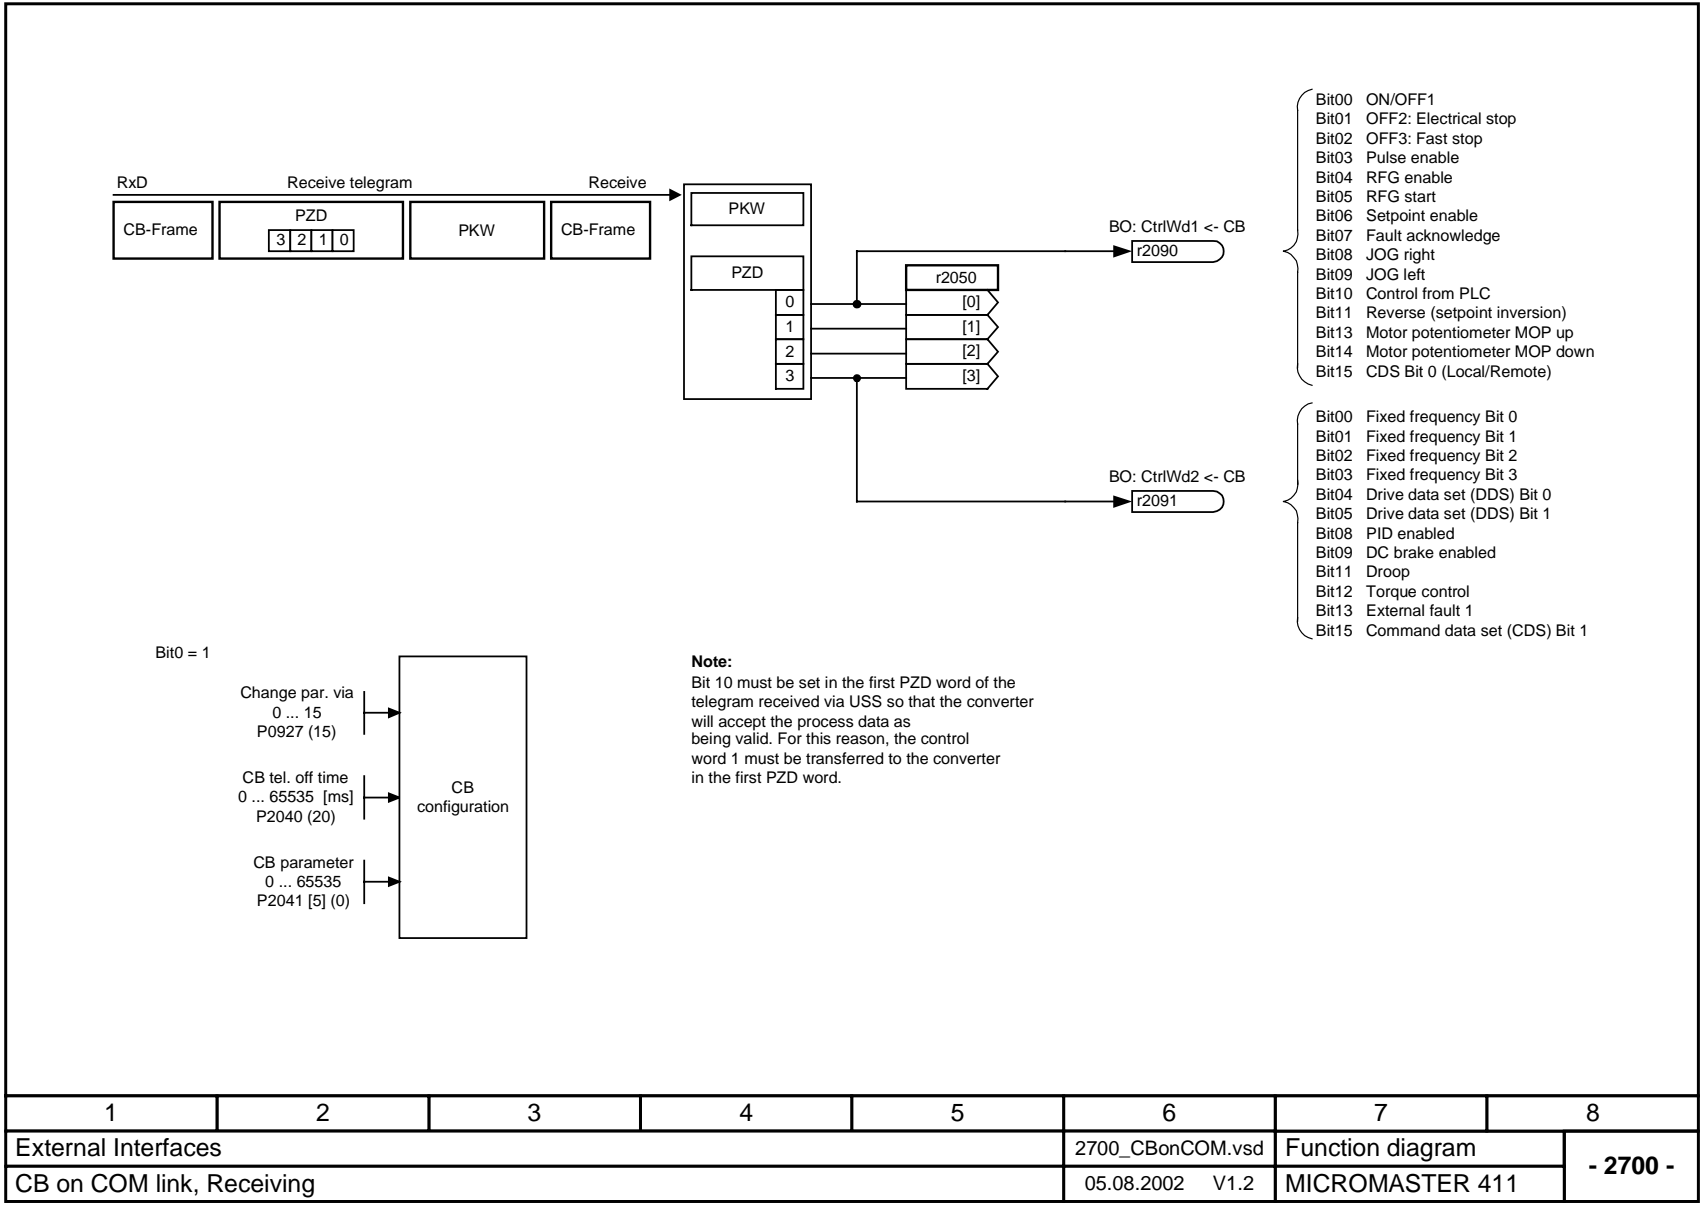 Bit00 ON/OFF1
Bit01 OFF2: Electrical stop
Bit02 OFF3: Fast stop
Bit03 Pulse enable
Bit04 RFG enable
Bit05 RFG start
Bit06 Setpoint enable
Bit07 Fault acknowledge
Bit08 JOG right
Bit09 JOG left
Bit10 Control from PLC
Bit11 Reverse (setpoint inversion)
Bit13 Motor potentiometer MOP up
Bit14 Motor potentiometer MOP down
Bit15 CDS Bit 0 (Local/Remote)
RxD Receive telegram Receive
CB-Frame
PZD
3 2 1 0
PKW
CB-Frame
PKW
PZD
0
1
2
3
r2050
[0]
[1]
[2]
[3]
BO: CtrlWd1 <- CB
r2090
BO: CtrlWd2 <- CB
r2091
Bit00 Fixed frequency Bit 0
Bit01 Fixed frequency Bit 1
Bit02 Fixed frequency Bit 2
Bit03 Fixed frequency Bit 3
Bit04 Drive data set (DDS) Bit 0
Bit05 Drive data set (DDS) Bit 1
Bit08 PID enabled
Bit09 DC brake enabled
Bit11 Droop
Bit12 Torque control
Bit13 External fault 1
Bit15 Command data set (CDS) Bit 1
Bit0 = 1
Change par. via
0 ... 15
P0927 (15)
CB tel. off time
0 ... 65535 [ms]
P2040 (20)
CB parameter
0 ... 65535
P2041 [5] (0)
CB
configuration
Note:
Bit 10 must be set in the first PZD word of the
telegram received via USS so that the converter
will accept the process data as
being valid. For this reason, the control
word 1 must be transferred to the converter
in the first PZD word.
1 2 3 4 5 6 7 8
External Interfaces
2700_CBonCOM.vsd
Function diagram
- 2700 -
CB on COM link, Receiving
05.08.2002 V1.2
MICROMASTER 411